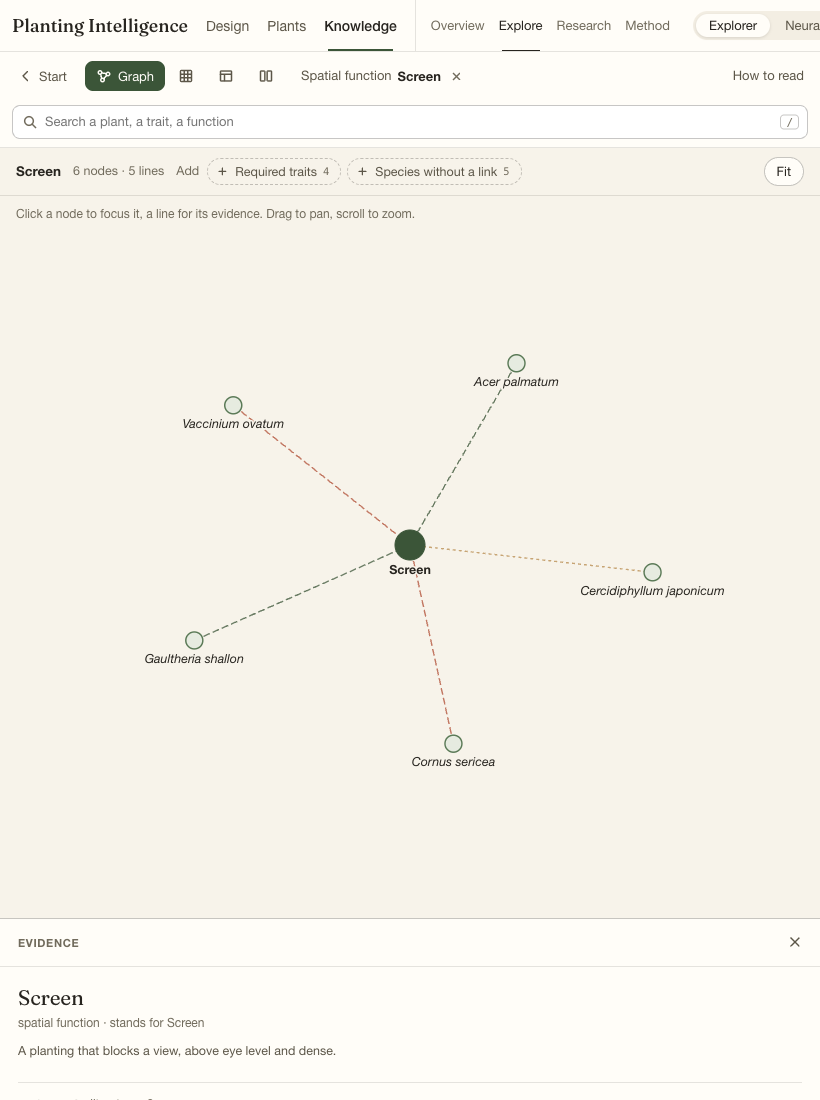 Planting Intelligence Design Plants Knowledge Overview Explore Research Method Explorer Neura
Start Graph Spatial function Screen × How to read
Search a plant, a trait, a function /
Screen 6 nodes · 5 lines Add + Required traits 4 + Species without a link 5 Fit
Click a node to focus it, a line for its evidence. Drag to pan, scroll to zoom.
Acer palmatum
Vaccinium ovatum
Screen
Cercidiphyllum japonicum
Gaultheria shallon
Cornus sericea
EVIDENCE ×
Screen
spatial function · stands for Screen
A planting that blocks a view, above eye level and dense.